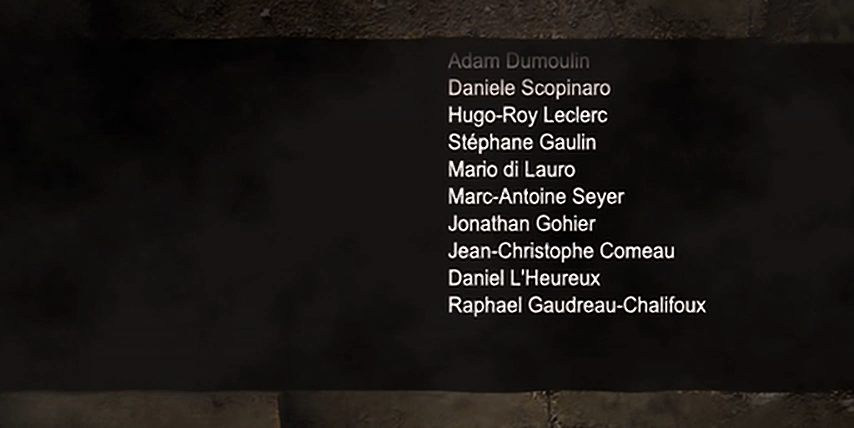 Adam Dumoulin
Daniele Scopinaro
Hugo-Roy Leclerc
Stéphane Gaulin
Mario di Lauro
Marc-Antoine Seyer
Jonathan Gohier
Jean-Christophe Comeau
Daniel L'Heureux
Raphael Gaudreau-Chalifoux